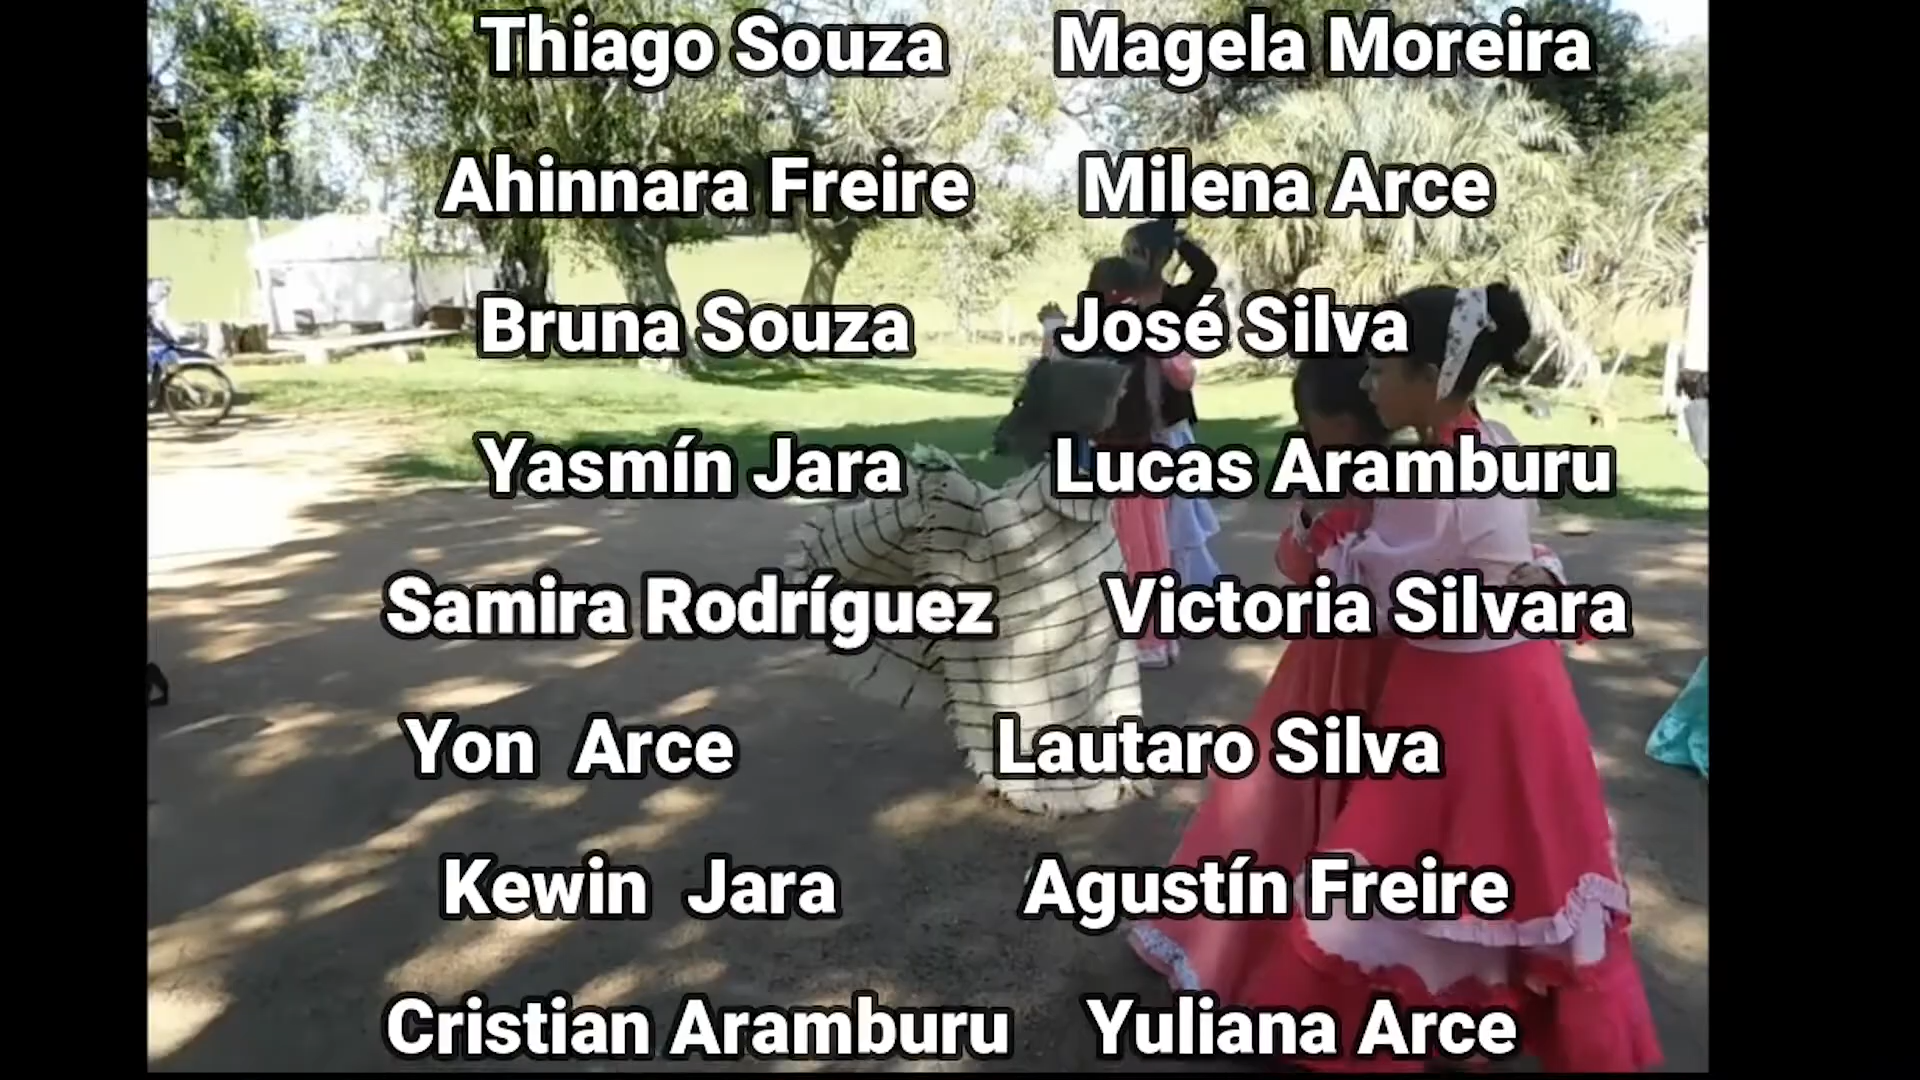 Thiago Souza Magela Moreira
Ahinnara Freire Milena Arce
Bruna Souza José Silva
Yasmín Jara Lucas Aramburu
Samira Rodríguez Victoria Silvara
Yon Arce Lautaro Silva
Kewin Jara Agustín Freire
Cristian Aramburu Yuliana Arce